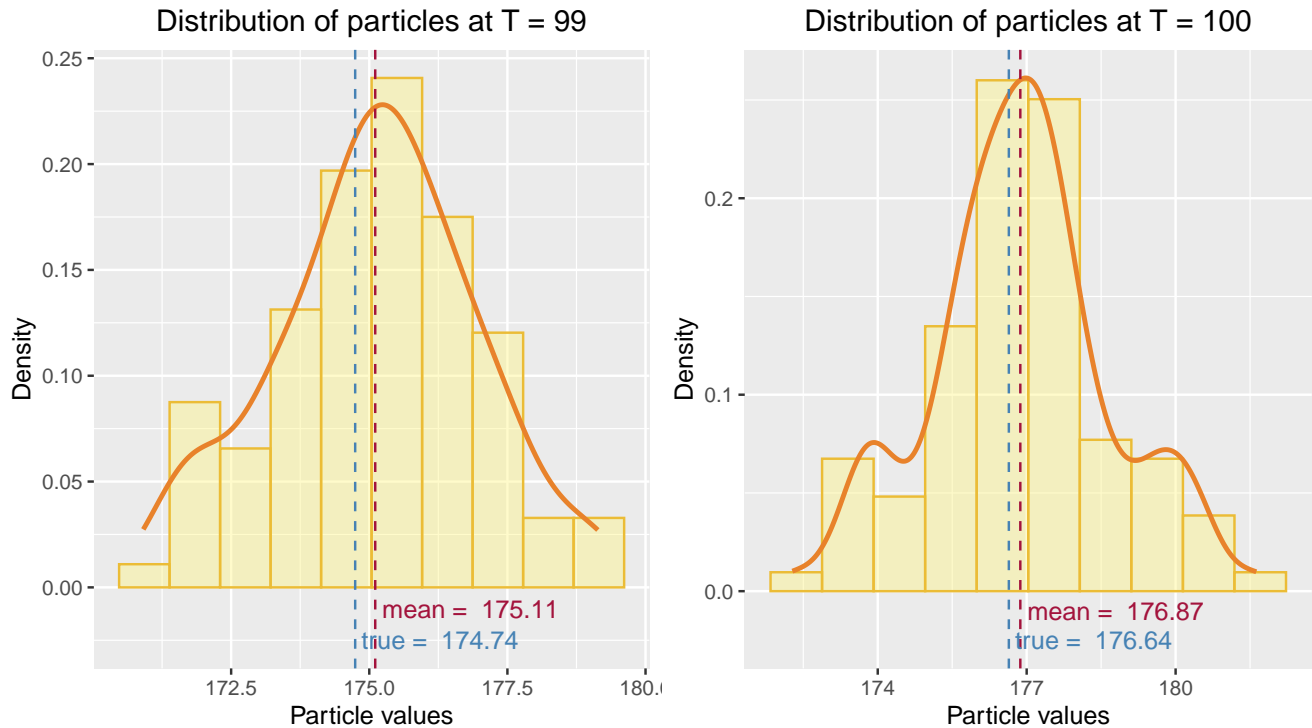 Distribution of particles at T = 99
0.25
0.20
0.15
0.10
0.05
0.00
Density
mean =  175.11
true =  174.74
172.5
175.0
177.5
180.0
Particle values
Distribution of particles at T = 100
0.2
0.1
0.0
Density
mean =  176.87
true =  176.64
174
177
180
Particle values